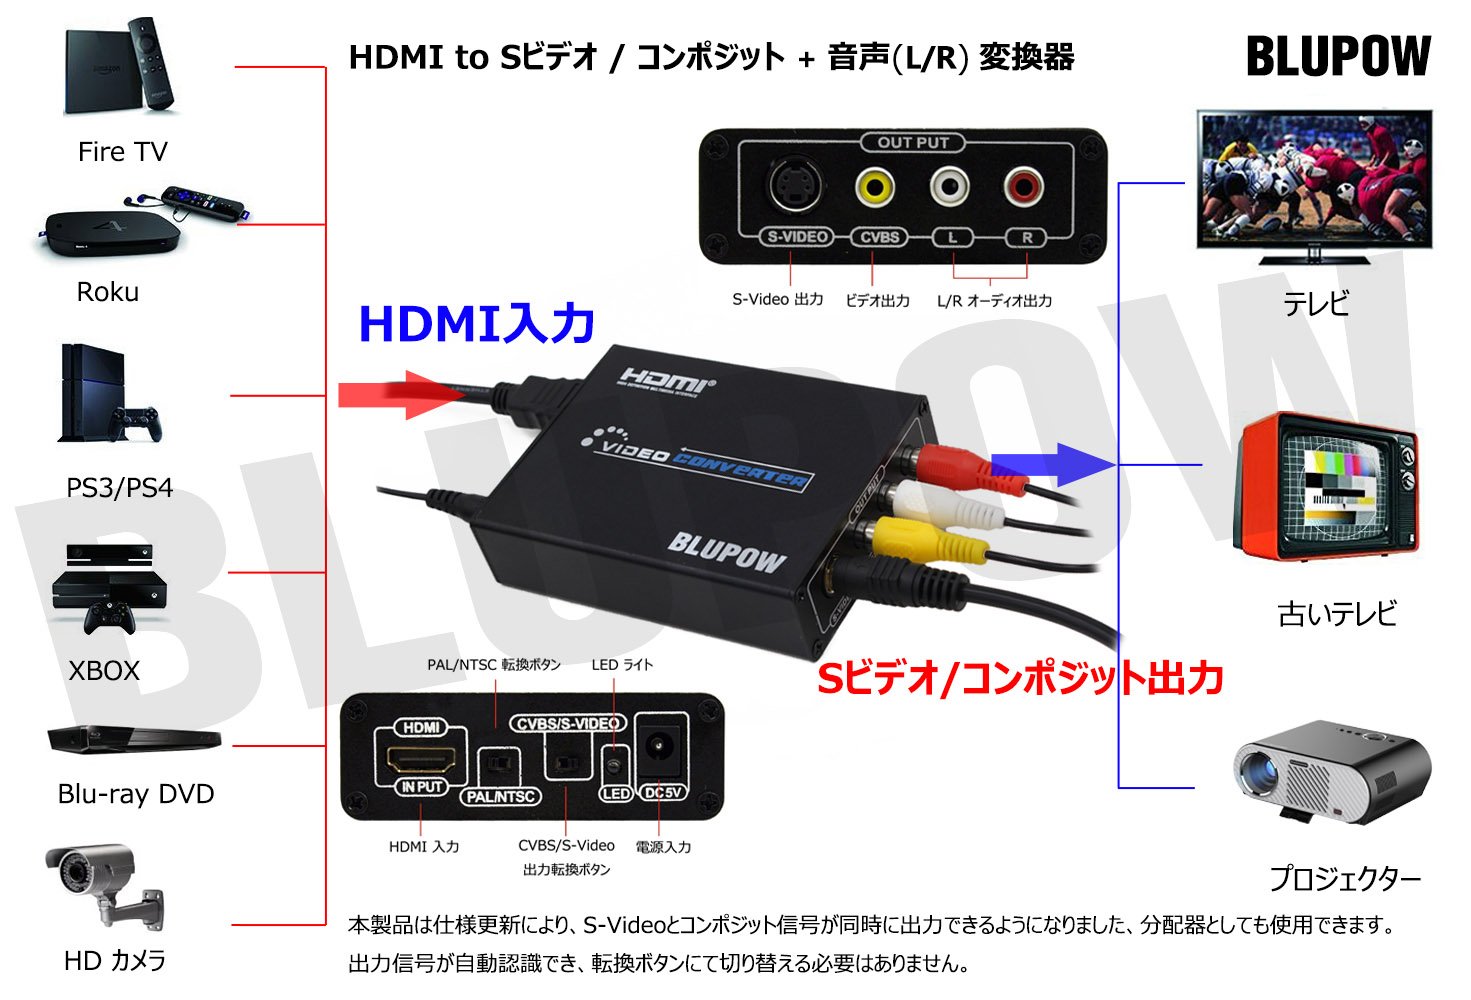 HDMI to Sビデオ / コンポジット + 音声(L/R) 変換器
BLUPOW
amazon
Fire TV
Roku
PS3/PS4
XBOX
Blu-ray DVD
HD カメラ
OUT PUT
S-VIDEO
CVBS
L
R
S-Video 出力
ビデオ出力
L/R オーディオ出力
HDMI入力
HDMI®
HIGH DEFINITION MULTIMEDIA INTERFACE
VIDEO CONVERTER
BLUPOW
OUT PUT
Sビデオ/コンポジット出力
テレビ
古いテレビ
プロジェクター
PAL/NTSC 転換ボタン
LED ライト
HDMI
CVBS/S-VIDEO
IN PUT
PAL/NTSC
LED
DC5V
HDMI 入力
CVBS/S-Video
出力転換ボタン
電源入力
本製品は仕様更新により、S-Videoとコンポジット信号が同時に出力できるようになりました、分配器としても使用できます。
出力信号が自動認識でき、転換ボタンにて切り替える必要はありません。
BLUPOW